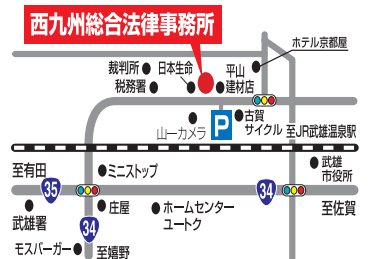 西九州総合法律事務所
ホテル京都屋
裁判所
日本生命
平山
建材店
税務署
山一カメラ
P
古賀
サイクル
至JR武雄温泉駅
至有田
35
ミニストップ
34
武雄
市役所
武雄署
庄屋
ホームセンター
ユートク
至佐賀
34
モスバーガー
至嬉野